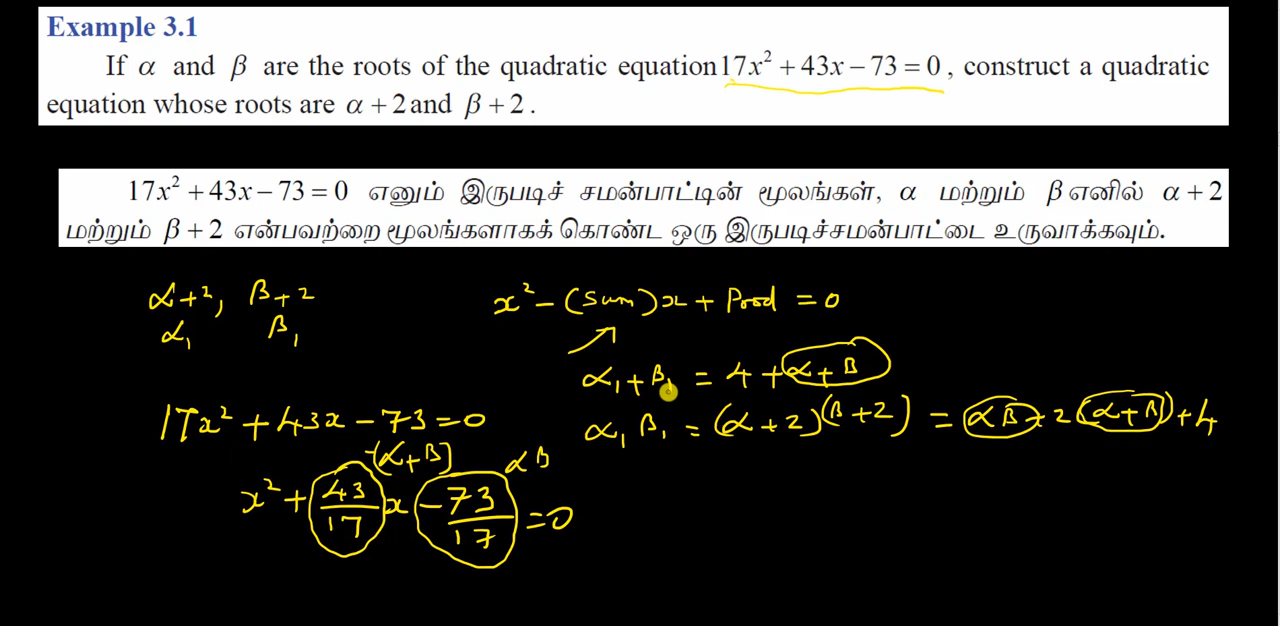 Example 3.1
If α and β are the roots of the quadratic equation 17x² + 43x − 73 = 0, construct a quadratic
equation whose roots are α + 2 and β + 2.
17x² + 43x − 73 = 0 எனும் இருபடிச் சமன்பாட்டின் மூலங்கள், α மற்றும் β எனில் α + 2
மற்றும் β + 2 என்பவற்றை மூலங்களாகக் கொண்ட ஒரு இருபடிச்சமன்பாட்டை உருவாக்கவும்.
α+2, β+2
α₁ β₁
x² − (Sum)x + Prod = 0
α₁ + β₁ = 4 + α + β
17x² + 43x − 73 = 0
α₁ β₁ = (α + 2)(β + 2) = αβ + 2(α+β) + 4
-(α+β) αβ
x² + 43/17 x − 73/17 = 0